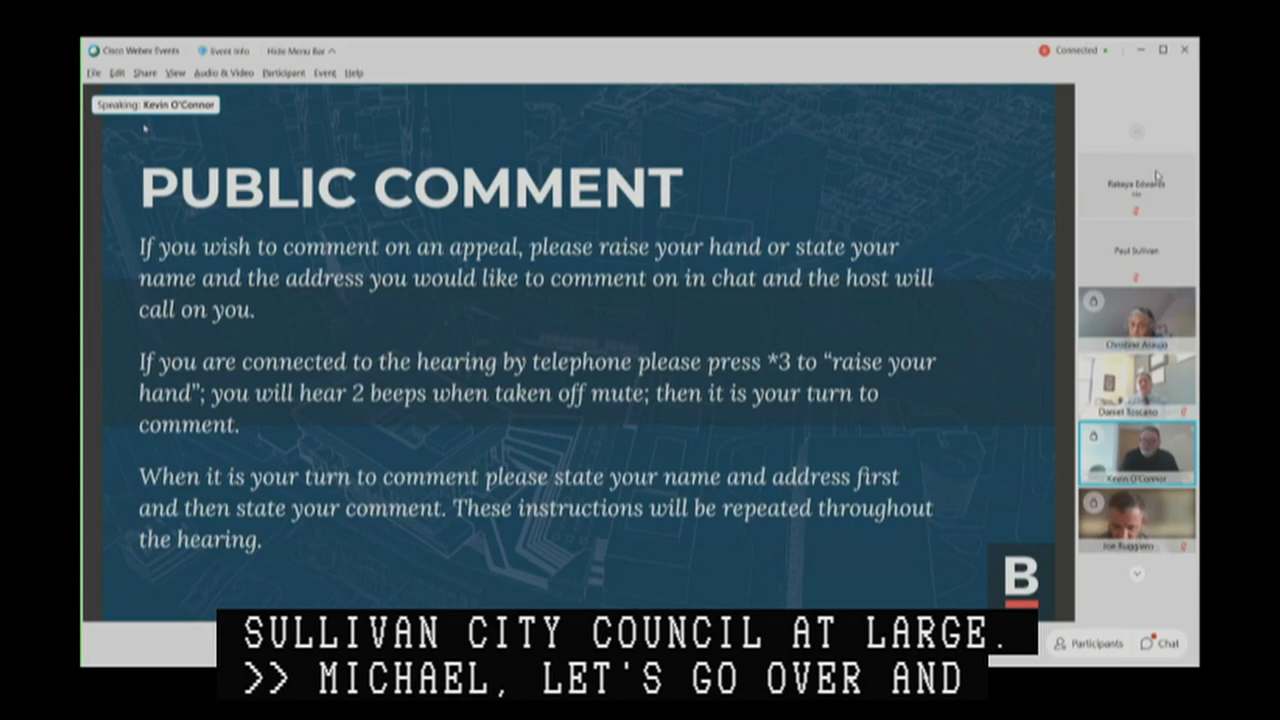 Cisco Webex Events
Event Info
Hide Menu Bar
Connected
File Edit Share View Audio & Video Participant Event Help
Speaking: Kevin O'Connor
PUBLIC COMMENT
If you wish to comment on an appeal, please raise your hand or state your
name and the address you would like to comment on in chat and the host will
call on you.
If you are connected to the hearing by telephone please press *3 to “raise your
hand”; you will hear 2 beeps when taken off mute; then it is your turn to
comment.
When it is your turn to comment please state your name and address first
and then state your comment. These instructions will be repeated throughout
the hearing.
B
Rakeya Edwards
Me
Paul Sullivan
Christine Araujo
Daniel Toscano
Kevin O'Connor
Joe Ruggiero
Participants
Chat
SULLIVAN CITY COUNCIL AT LARGE.
>> MICHAEL, LET'S GO OVER AND